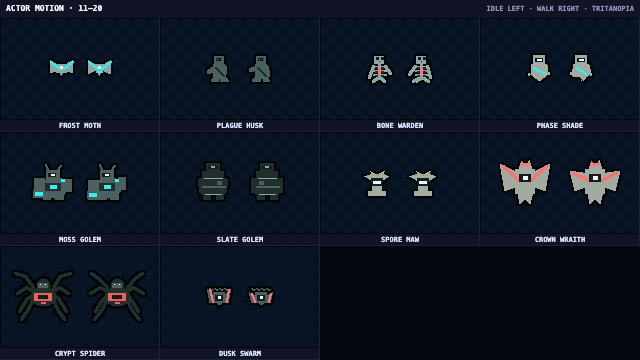 ACTOR MOTION · 11–20
IDLE LEFT · WALK RIGHT · TRITANOPIA
FROST MOTH
PLAGUE HUSK
BONE WARDEN
PHASE SHADE
MOSS GOLEM
SLATE GOLEM
SPORE MAW
CROWN WRAITH
CRYPT SPIDER
DUSK SWARM